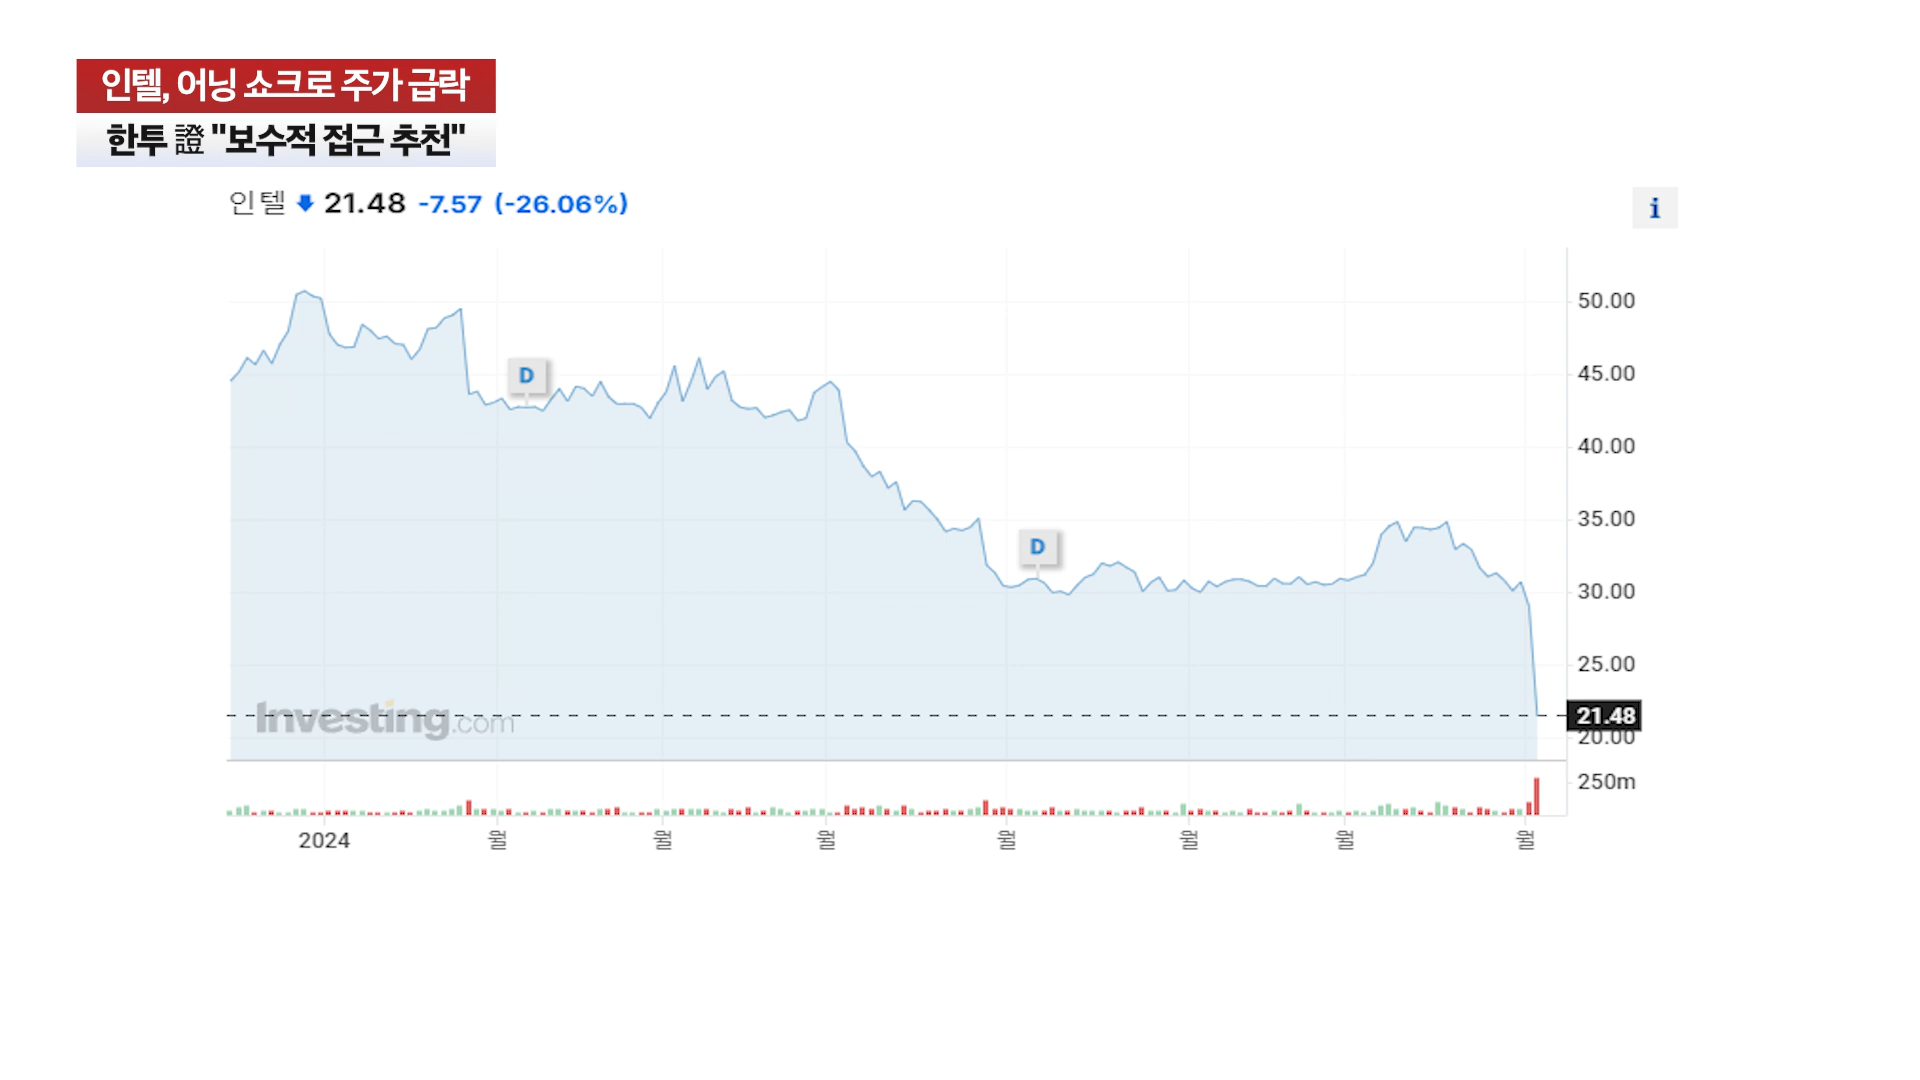 인텔, 어닝 쇼크로 주가 급락
한투 證 "보수적 접근 추천"
인텔 21.48 -7.57 (-26.06%)
i
50.00
45.00
D
40.00
35.00
D
30.00
25.00
Investing.com
21.48
20.00
250m
2024 월 월 월 월 월 월 월